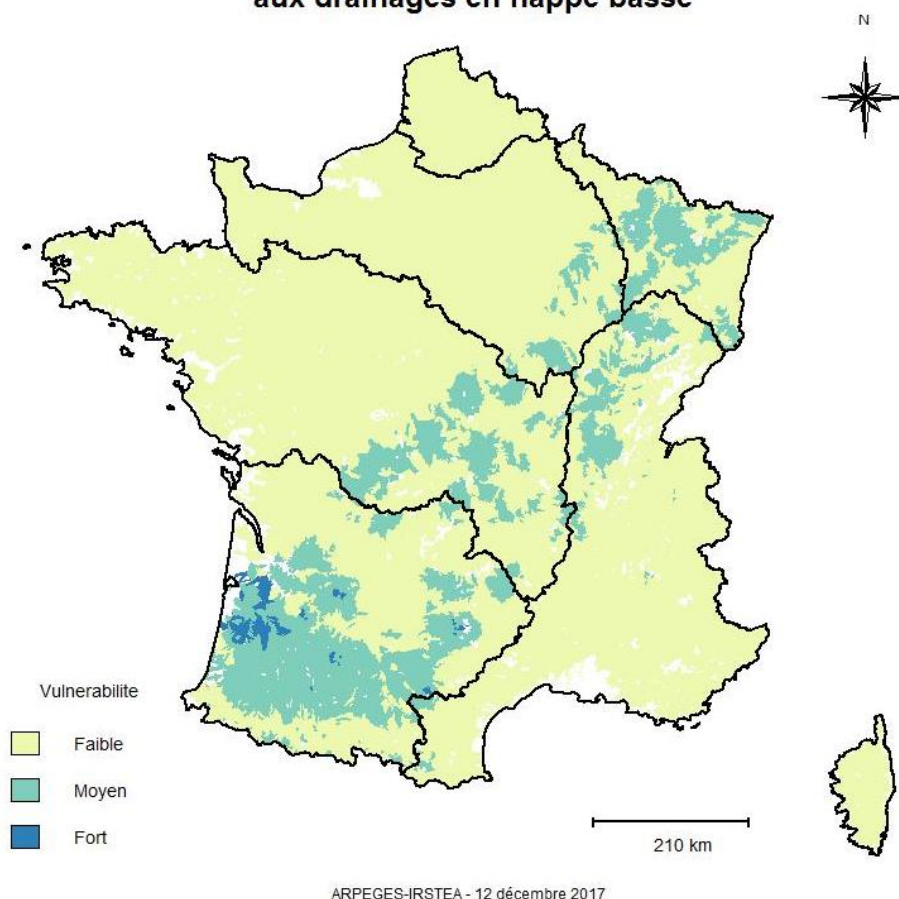 aux drainages en nappe basse
N
Vulnerabilite
Faible
Moyen
Fort
210 km
ARPEGES-IRSTEA - 12 décembre 2017